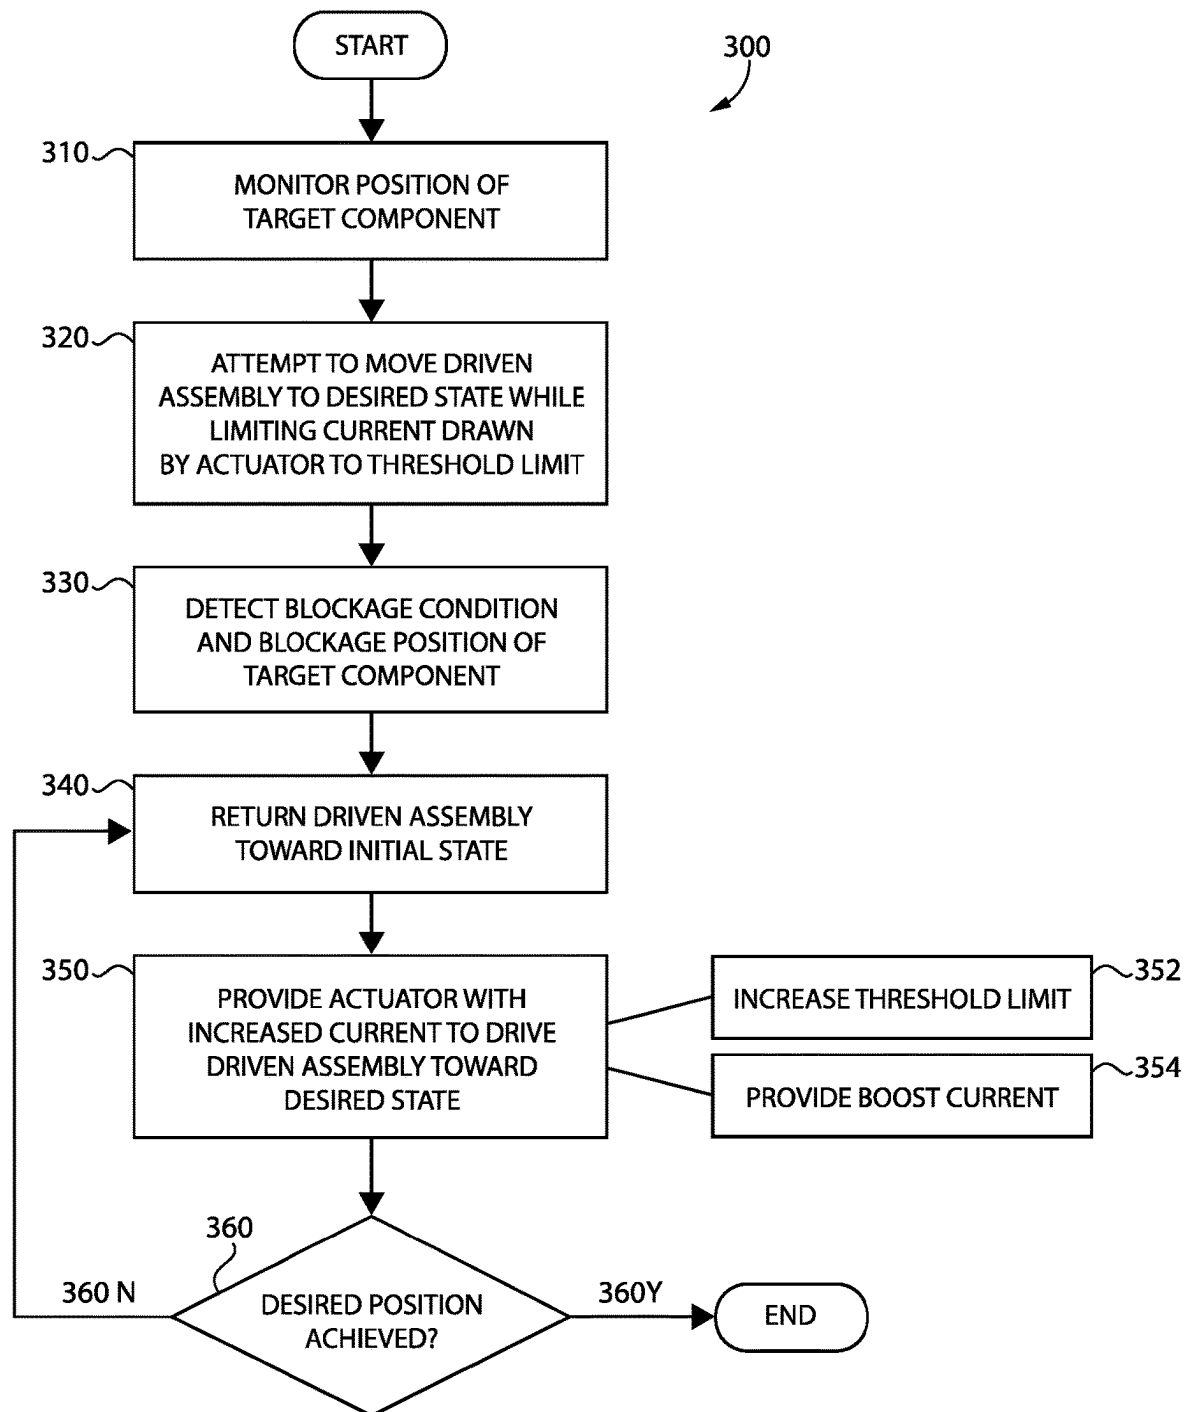 START
300
310
MONITOR POSITION OF
TARGET COMPONENT
320
ATTEMPT TO MOVE DRIVEN
ASSEMBLY TO DESIRED STATE WHILE
LIMITING CURRENT DRAWN
BY ACTUATOR TO THRESHOLD LIMIT
330
DETECT BLOCKAGE CONDITION
AND BLOCKAGE POSITION OF
TARGET COMPONENT
340
RETURN DRIVEN ASSEMBLY
TOWARD INITIAL STATE
350
PROVIDE ACTUATOR WITH
INCREASED CURRENT TO DRIVE
DRIVEN ASSEMBLY TOWARD
DESIRED STATE
352
INCREASE THRESHOLD LIMIT
354
PROVIDE BOOST CURRENT
360
DESIRED POSITION
ACHIEVED?
360 N
360Y
END